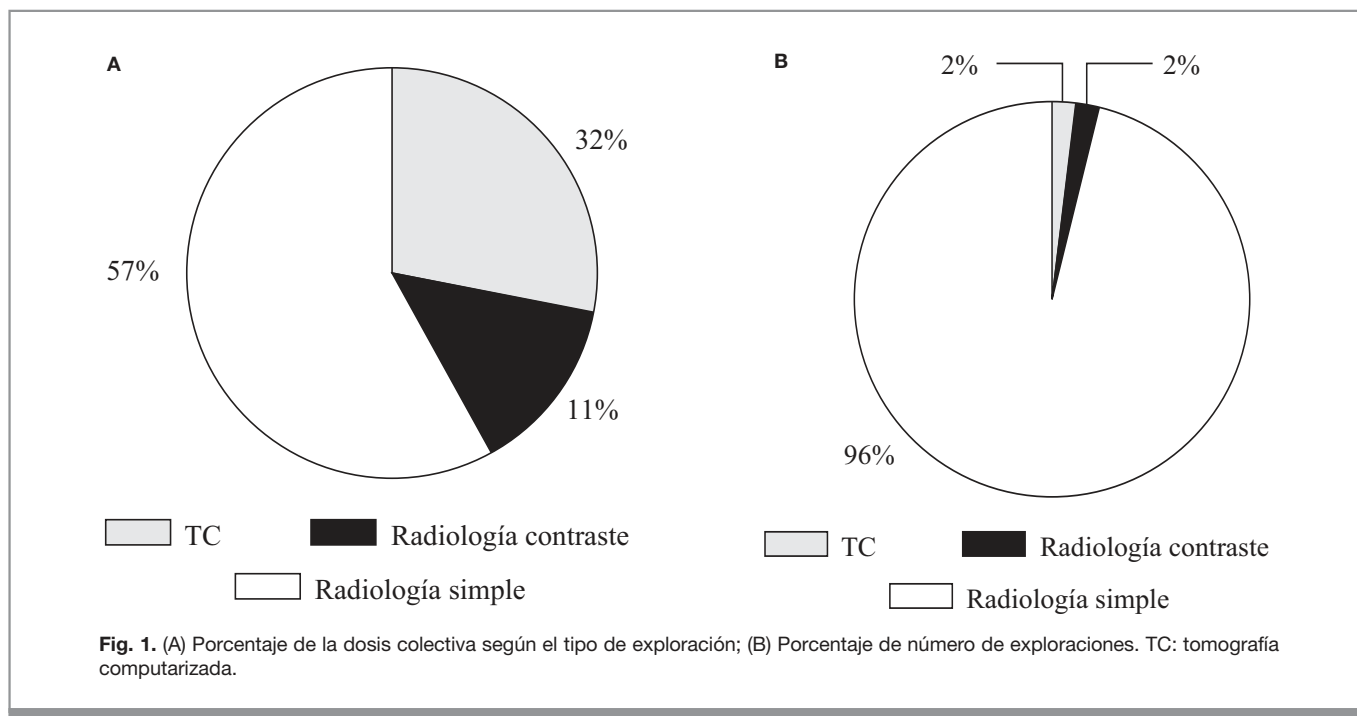 A
32%
57%
11%
TC
Radiología contraste
Radiología simple
B
2%
2%
96%
TC
Radiología contraste
Radiología simple
Fig. 1. (A) Porcentaje de la dosis colectiva según el tipo de exploración; (B) Porcentaje de número de exploraciones. TC: tomografía
computarizada.